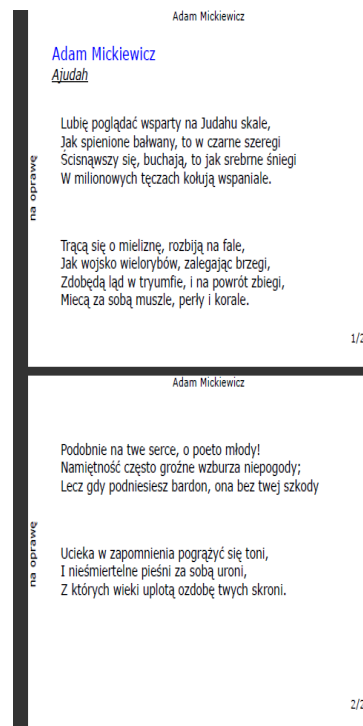 Adam Mickiewicz
Adam Mickiewicz
Ajudah
Lubię poglądać wsparty na Judahu skale,
Jak spienione bałwany, to w czarne szeregi
Ścisnąwszy się, buchają, to jak srebrne śniegi
W milionowych tęczach kołują wspaniale.
na oprawę
Trącą się o mieliznę, rozbiją na fale,
Jak wojsko wielorybów, zalegając brzegi,
Zdobędą ląd w tryumfie, i na powrót zbiegi,
Miecą za sobą muszle, perły i korale.
1/2
Adam Mickiewicz
Podobnie na twe serce, o poeto młody!
Namiętność często groźne wzburza niepogody;
Lecz gdy podniesiesz bardon, ona bez twej szkody
na oprawę
Ucieka w zapomnienia pogrążyć się toni,
I nieśmiertelne pieśni za sobą uroni,
Z których wieki uplotą ozdobę twych skroni.
2/2